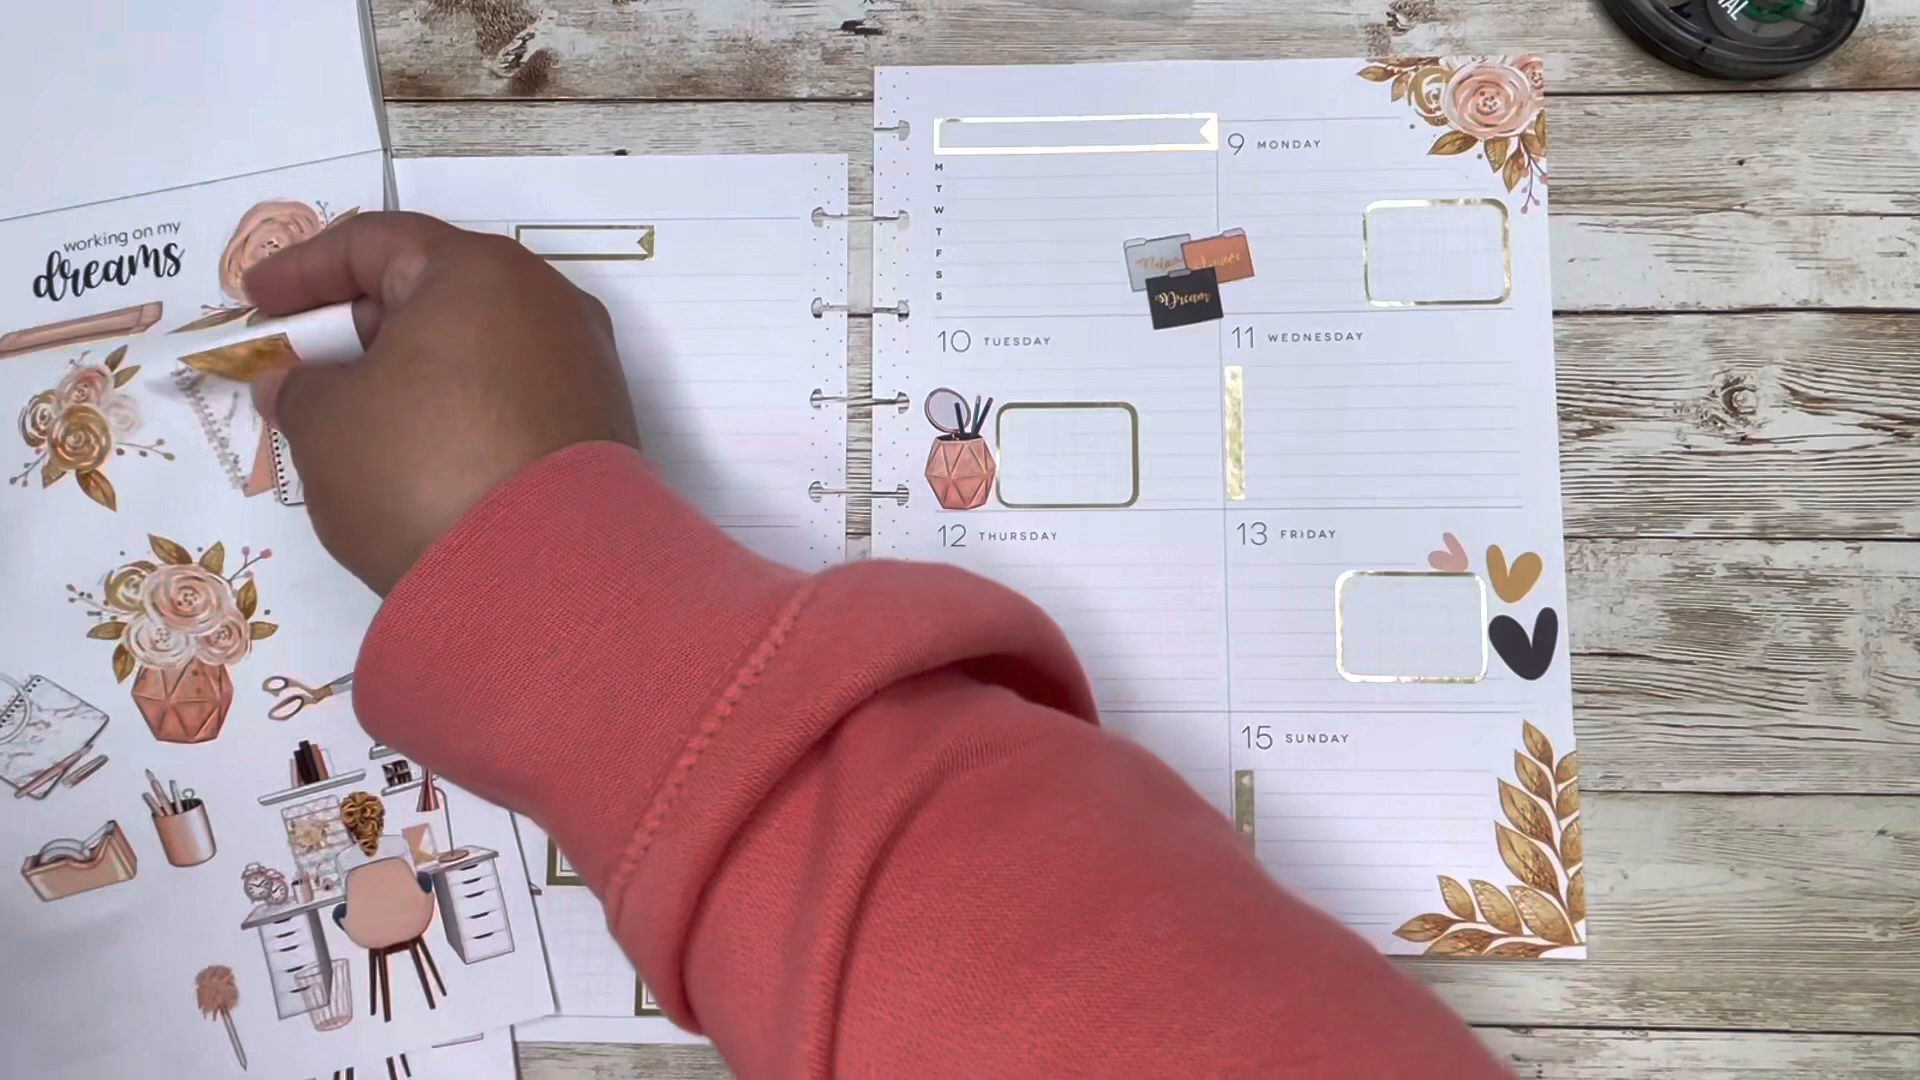 working on my
dreams
9 MONDAY
M
T
W
T
F
S
S
Dream
10 TUESDAY
11 WEDNESDAY
12 THURSDAY
13 FRIDAY
15 SUNDAY